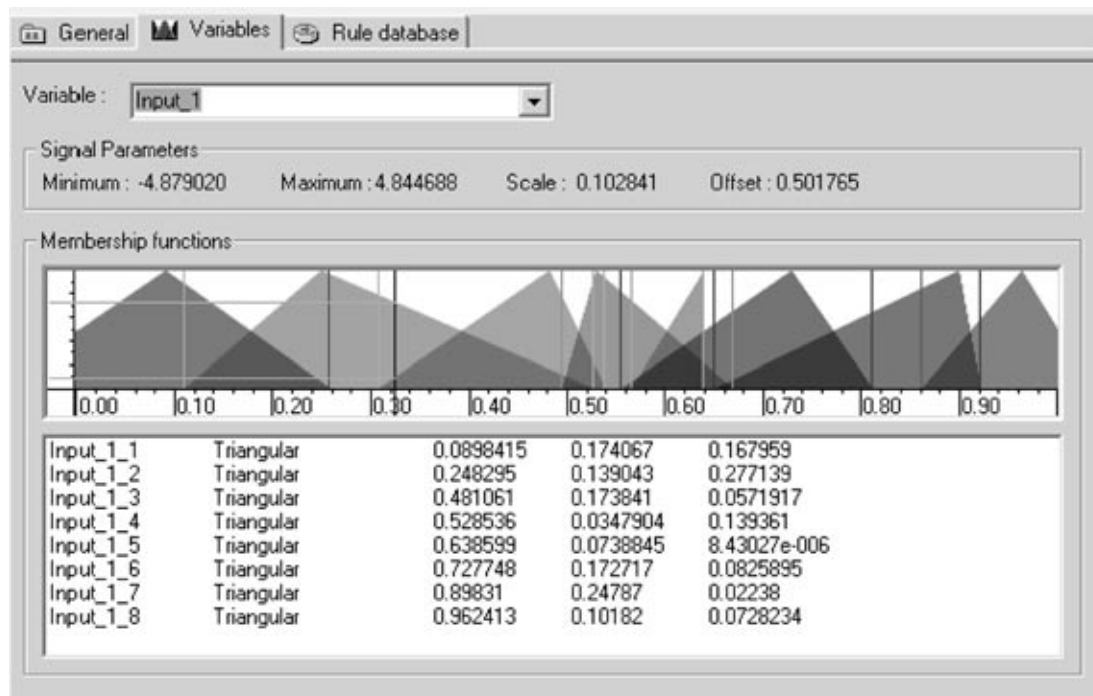 General Variables Rule database
Variable : Input_1
Signal Parameters
Minimum : -4.879020 Maximum : 4.844688 Scale : 0.102841 Offset : 0.501765
Membership functions
0.00 0.10 0.20 0.30 0.40 0.50 0.60 0.70 0.80 0.90
Input_1_1 Triangular 0.0898415 0.174067 0.167959
Input_1_2 Triangular 0.248295 0.139043 0.277139
Input_1_3 Triangular 0.481061 0.173841 0.0571917
Input_1_4 Triangular 0.528536 0.0347904 0.139361
Input_1_5 Triangular 0.638599 0.0738845 8.43027e-006
Input_1_6 Triangular 0.727748 0.172717 0.0825895
Input_1_7 Triangular 0.89831 0.24787 0.02238
Input_1_8 Triangular 0.962413 0.10182 0.0728234